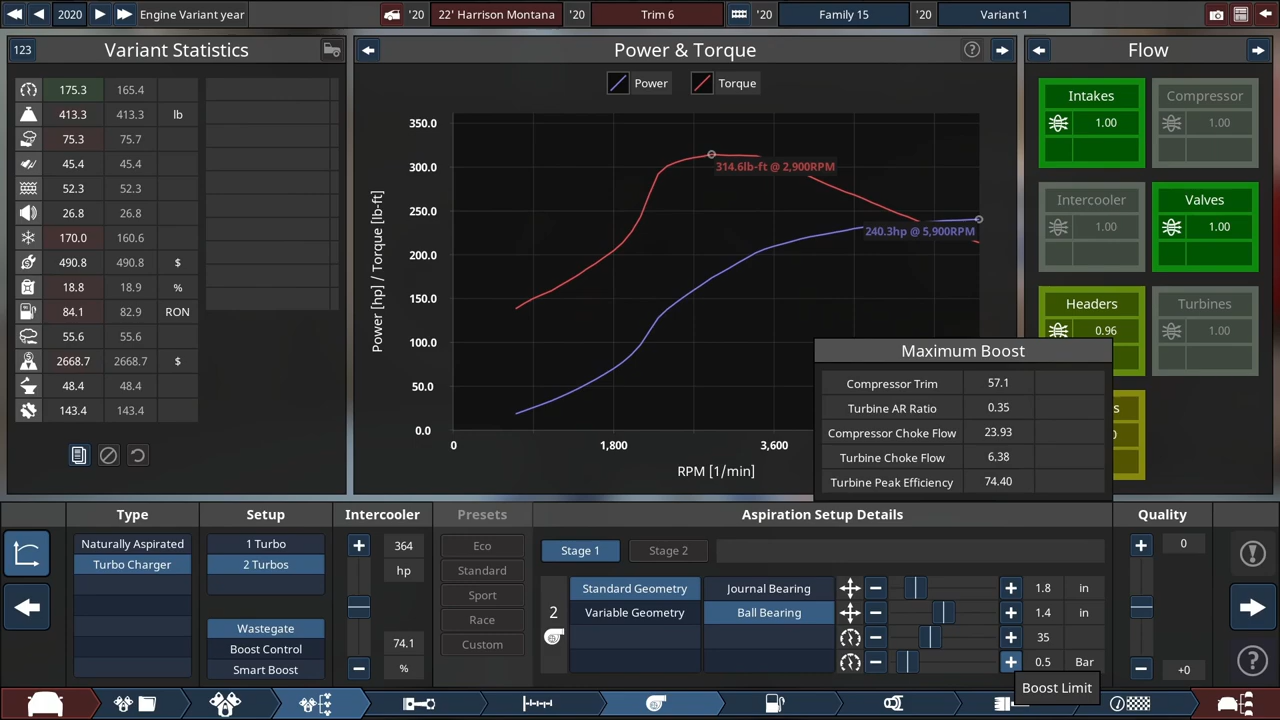 2020 Engine Variant year '20 22' Harrison Montana '20 Trim 6 '20 Family 15 '20 Variant 1
123 Variant Statistics
175.3 165.4
413.3 413.3 lb
75.3 75.7
45.4 45.4
52.3 52.3
26.8 26.8
170.0 160.6
490.8 490.8 $
18.8 18.9 %
84.1 82.9 RON
55.6 55.6
2668.7 2668.7 $
48.4 48.4
143.4 143.4
Power & Torque ?
Power Torque
Power [hp] / Torque [lb-ft]
350.0
300.0
250.0
200.0
150.0
100.0
50.0
0.0
314.6lb-ft @ 2,900RPM
240.3hp @ 5,900RPM
0 1,800 3,600
RPM [1/min]
Flow
Intakes Compressor
1.00 1.00
Intercooler Valves
1.00 1.00
Headers Turbines
0.96 1.00
Maximum Boost
Compressor Trim 57.1
Turbine AR Ratio 0.35
Compressor Choke Flow 23.93
Turbine Choke Flow 6.38
Turbine Peak Efficiency 74.40
Type
Naturally Aspirated
Turbo Charger
Setup
1 Turbo
2 Turbos
Wastegate
Boost Control
Smart Boost
Intercooler
364
hp
74.1
%
Presets
Eco
Standard
Sport
Race
Custom
Aspiration Setup Details
Stage 1 Stage 2
2
Standard Geometry Journal Bearing 1.8 in
Variable Geometry Ball Bearing 1.4 in
35
0.5 Bar
Boost Limit
Quality
0
+0
?